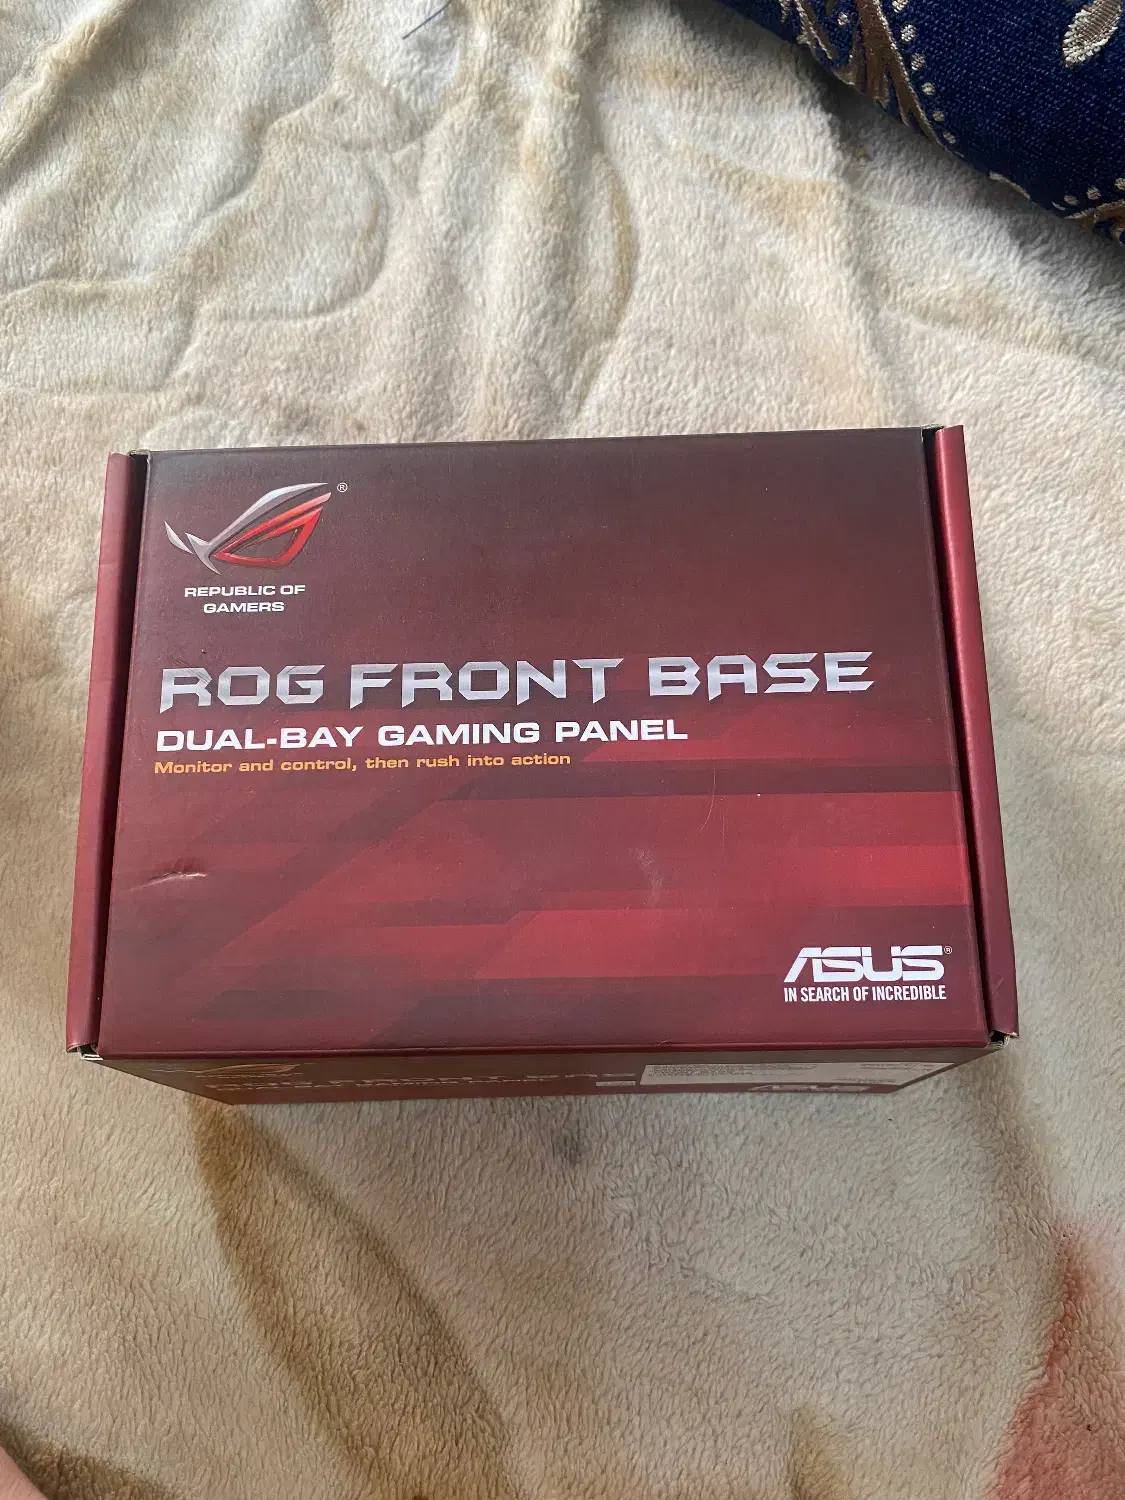 ®
REPUBLIC OF
GAMERS
ROG FRONT BASE
DUAL-BAY GAMING PANEL
Monitor and control, then rush into action
ASUS®
IN SEARCH OF INCREDIBLE